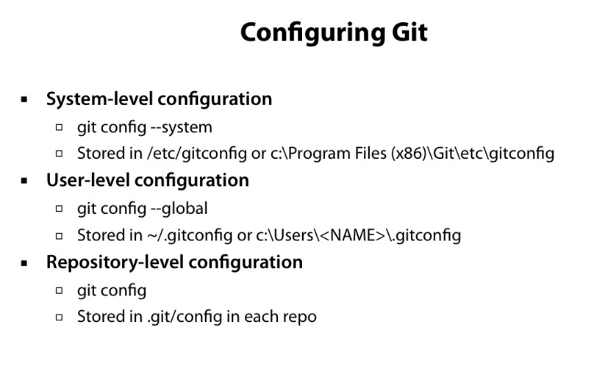 Configuring Git
▪ System-level configuration
▫ git config --system
▫ Stored in /etc/gitconfig or c:\Program Files (x86)\Git\etc\gitconfig
▪ User-level configuration
▫ git config --global
▫ Stored in ~/.gitconfig or c:\Users\<NAME>\.gitconfig
▪ Repository-level configuration
▫ git config
▫ Stored in .git/config in each repo